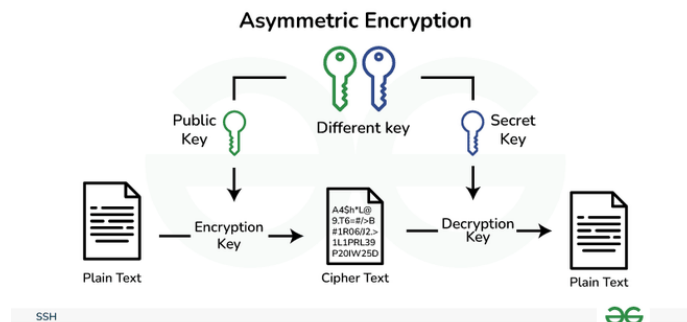 Asymmetric Encryption
Public
Key
Different key
Secret
Key
A4$h*L@
9.T6=#/>B
#1R06/I2.>
1L1PRL39
P20IW25D
Encryption
Key
Decryption
Key
Plain Text
Cipher Text
Plain Text
SSH